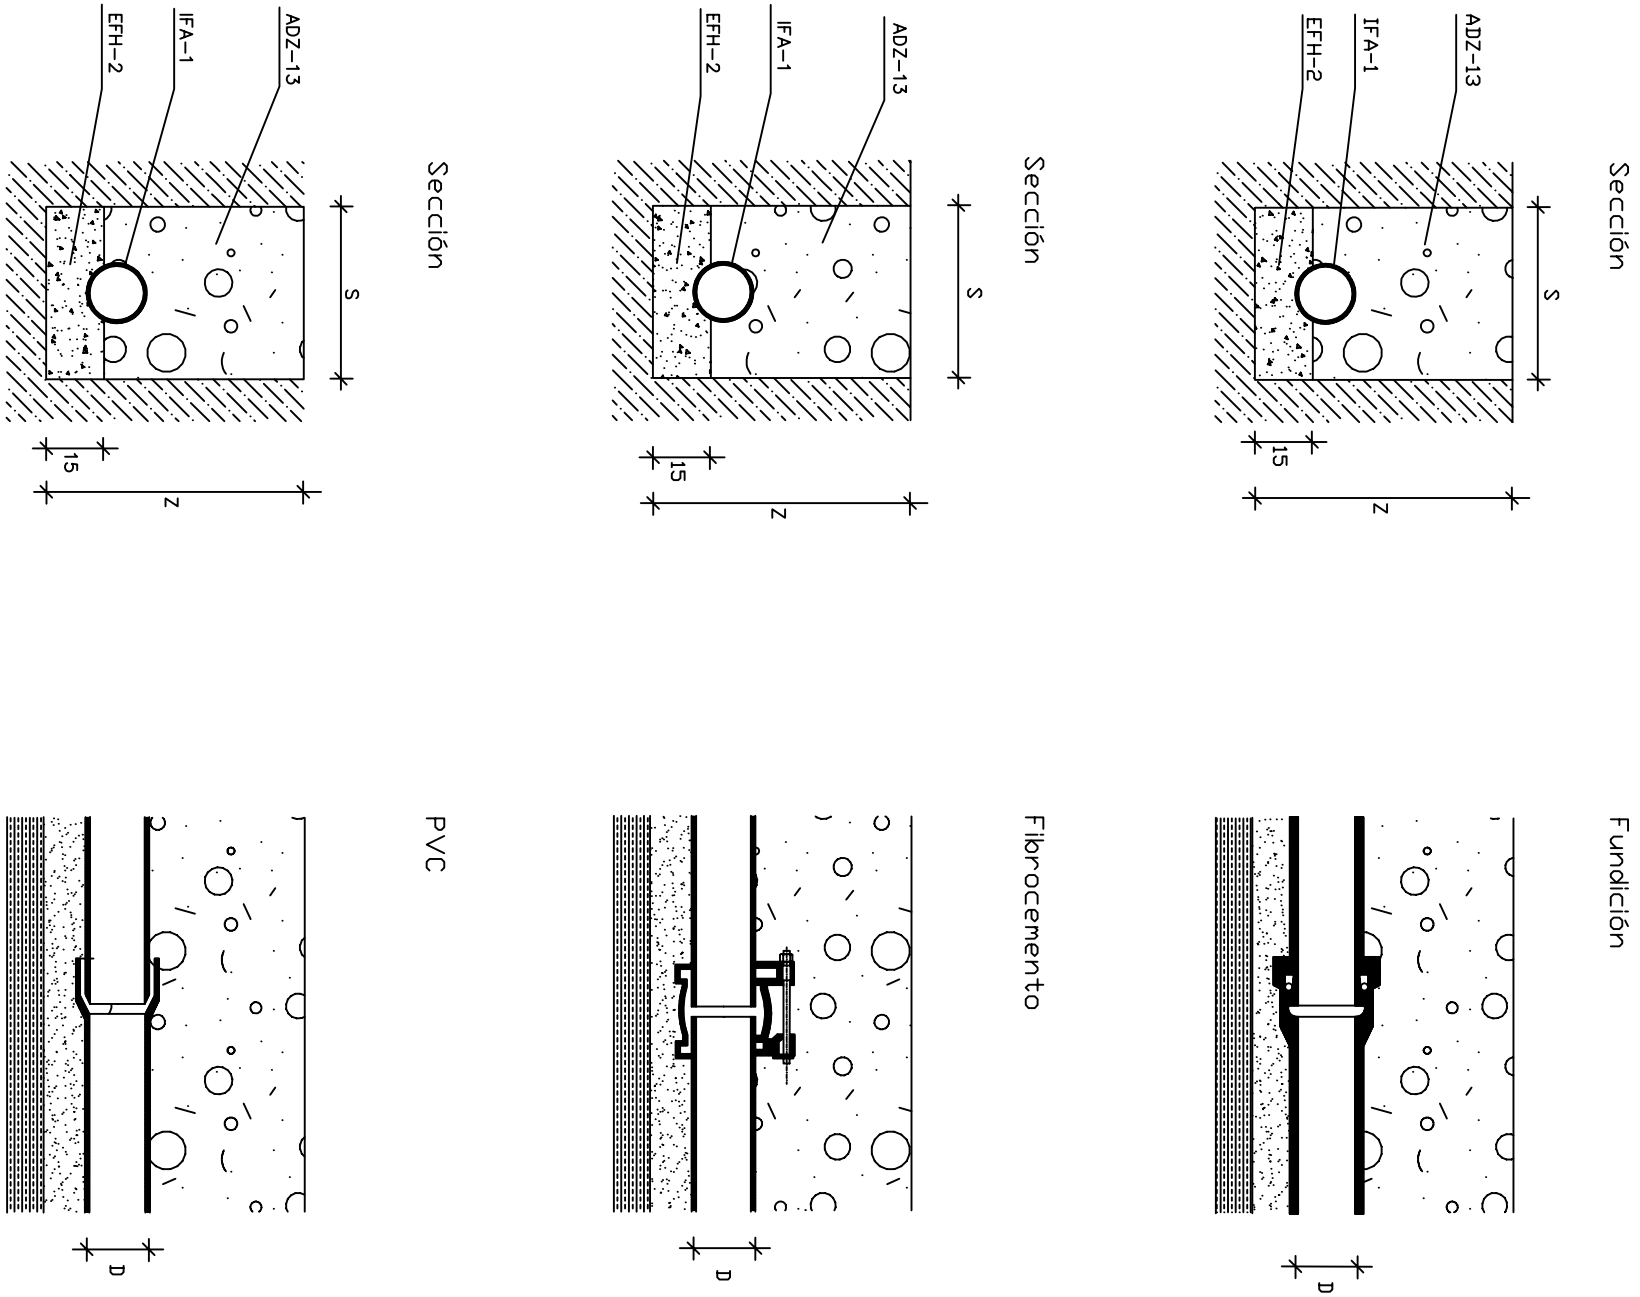 Sección
ADZ-13
IFA-1
EFH-2
S
15
Z
Fundición
D
Sección
ADZ-13
IFA-1
EFH-2
S
15
Z
Fibrocemento
D
Sección
ADZ-13
IFA-1
EFH-2
S
15
Z
PVC
D